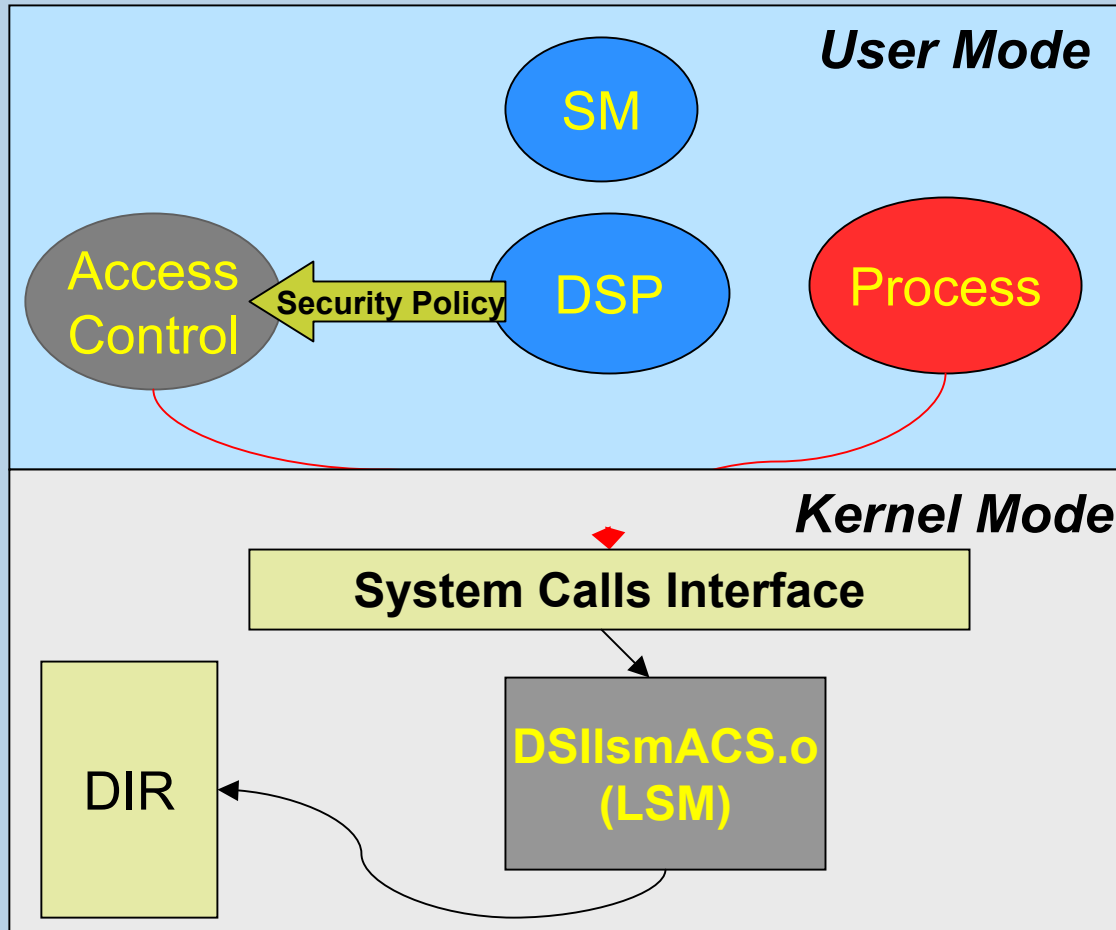 User Mode
SM
Access
Control
Security Policy
DSP
Process
Kernel Mode
System Calls Interface
DIR
DSIlsmACS.o
(LSM)